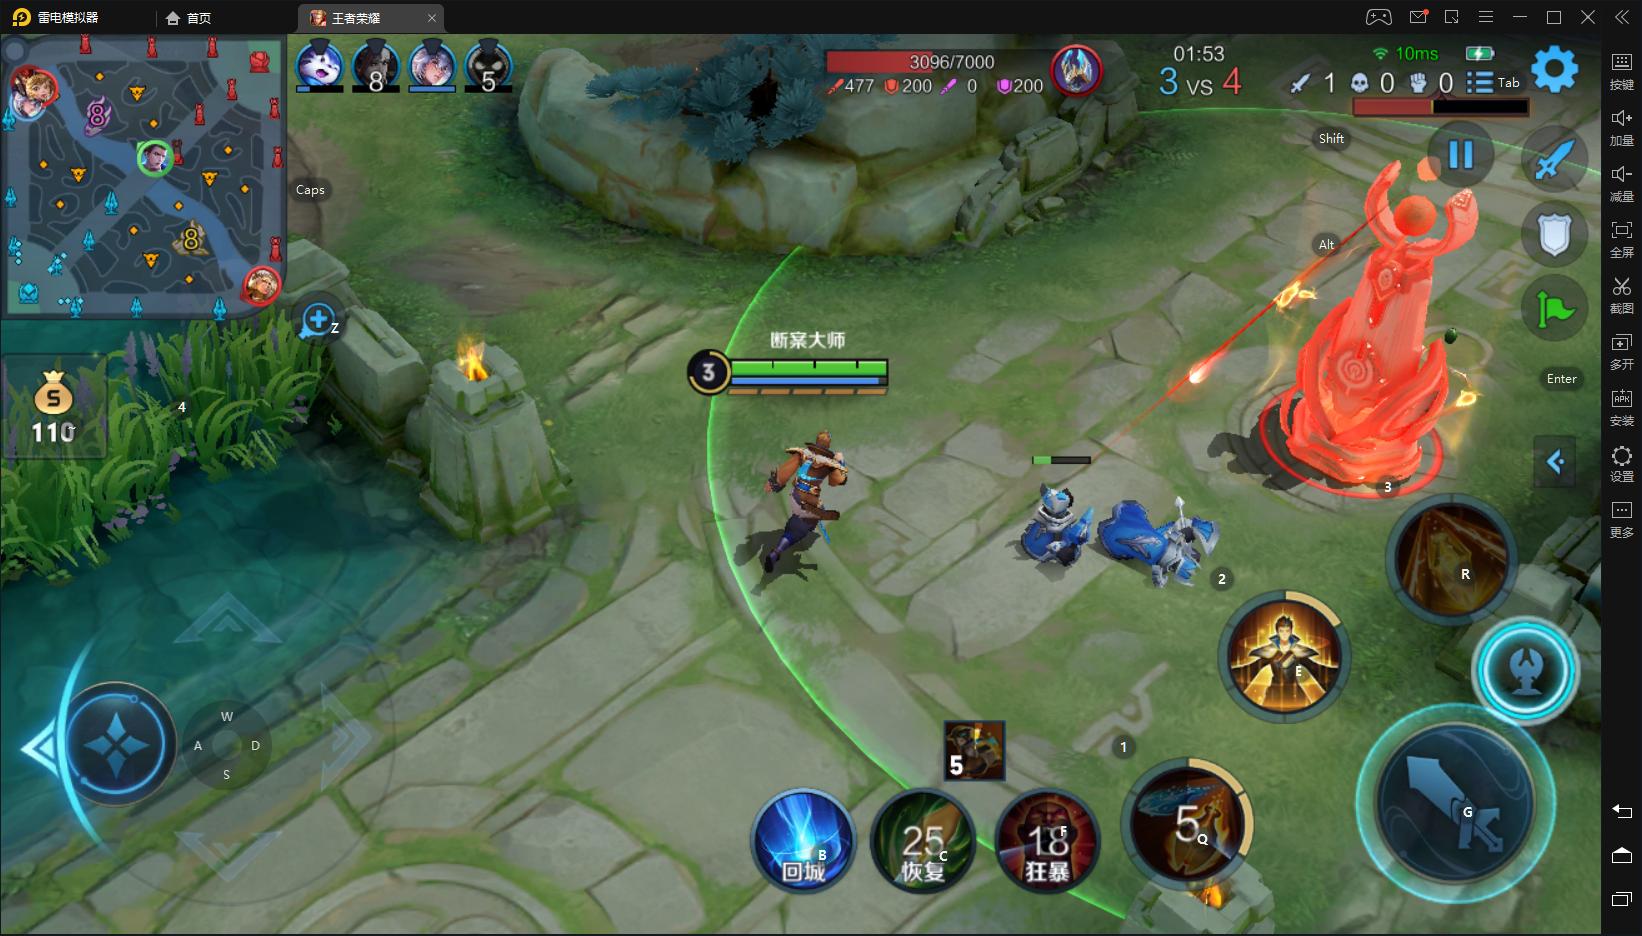 雷电模拟器
首页
王者荣耀
8
5
3096/7000
477 200 0 200
01:53
3 vs 4
10ms
1 0 0 Tab
8
8
Caps
Shift
Alt
Enter
Z
4
S
110
断案大师
3
3
2
R
E
1
5
Q
G
W
A
D
S
5
B
回城
25
C
恢复
18
F
狂暴
按键
加量
减量
全屏
截图
多开
APK
安装
设置
更多